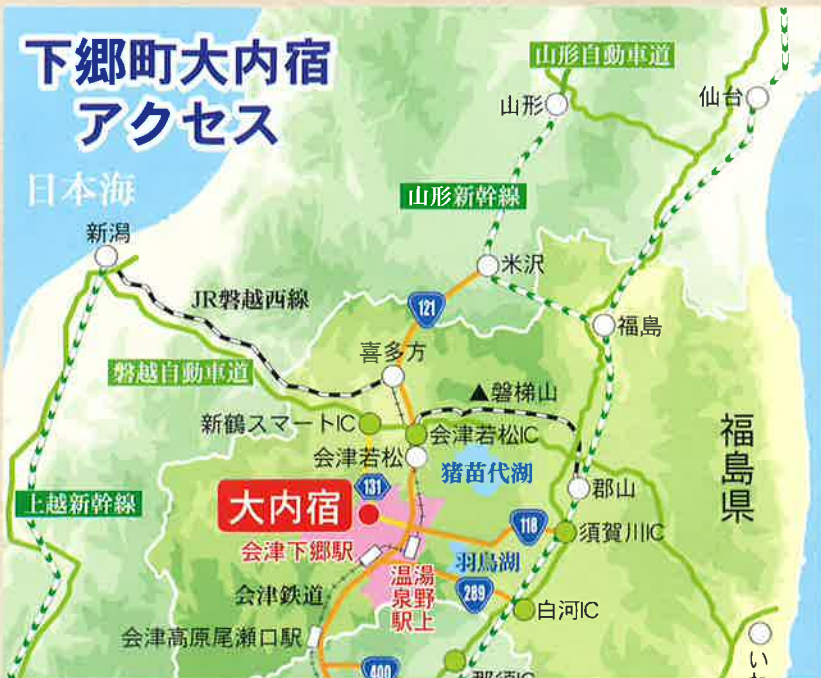 下郷町大内宿
アクセス
山形自動車道
山形
仙台
日本海
山形新幹線
新潟
米沢
JR磐越西線
121
福島
喜多方
磐越自動車道
▲磐梯山
新鶴スマートIC
会津若松IC
会津若松
猪苗代湖
福島県
131
郡山
上越新幹線
大内宿
118
須賀川IC
会津下郷駅
羽鳥湖
湯野上
温泉駅
会津鉄道
289
白河IC
会津高原尾瀬口駅
400
那須IC